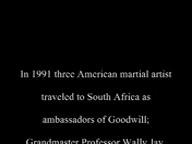 In 1991 three American martial artist
traveled to South Africa as
ambassadors of Goodwill;
Grandmaster Professor Wally Jay